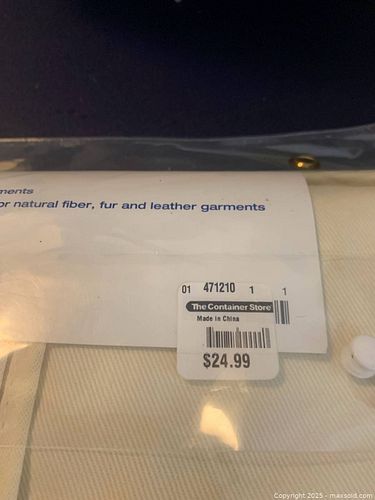 ments
or natural fiber, fur and leather garments
01 471210 1 1
The Container Store
Made in China
$24.99
Copyright 2025 - maxsold.com